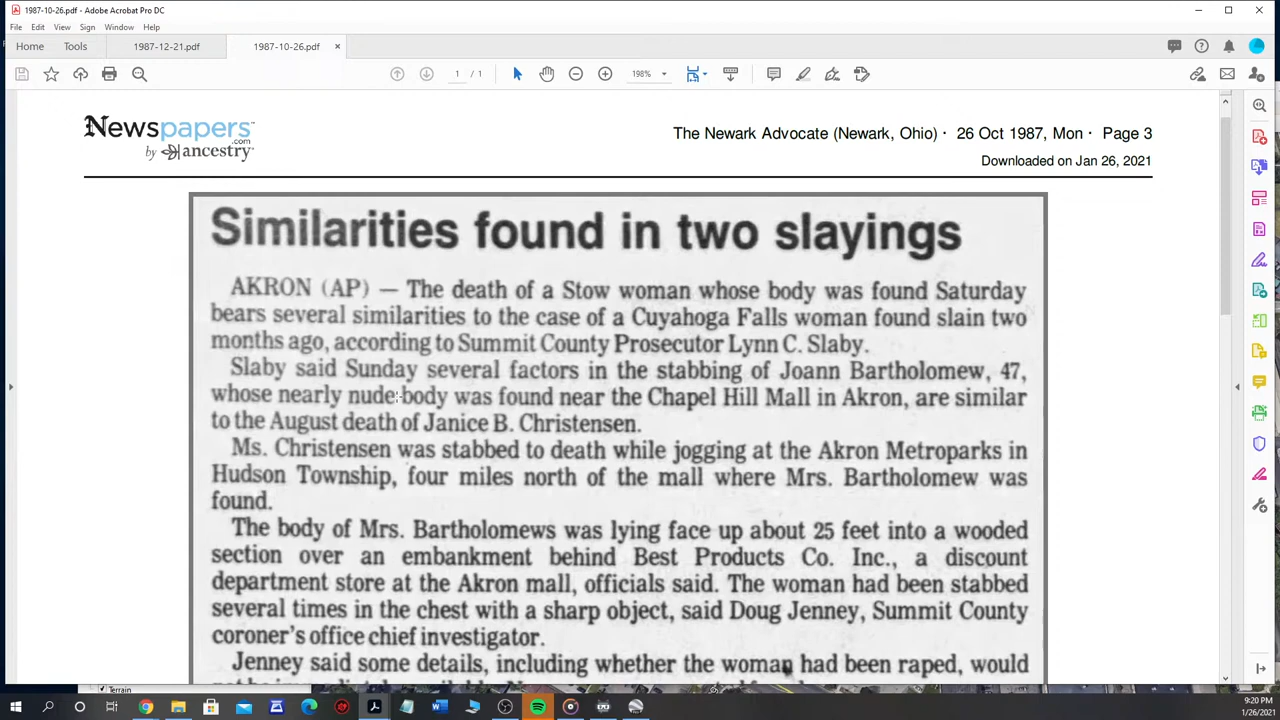 1987-10-26.pdf - Adobe Acrobat Pro DC
File Edit View Sign Window Help
Home Tools 1987-12-21.pdf 1987-10-26.pdf ×
1 / 1 198%
Newspapers .com
by ancestry
The Newark Advocate (Newark, Ohio) · 26 Oct 1987, Mon · Page 3
Downloaded on Jan 26, 2021
Similarities found in two slayings
AKRON (AP) — The death of a Stow woman whose body was found Saturday
bears several similarities to the case of a Cuyahoga Falls woman found slain two
months ago, according to Summit County Prosecutor Lynn C. Slaby.
Slaby said Sunday several factors in the stabbing of Joann Bartholomew, 47,
whose nearly nude body was found near the Chapel Hill Mall in Akron, are similar
to the August death of Janice B. Christensen.
Ms. Christensen was stabbed to death while jogging at the Akron Metroparks in
Hudson Township, four miles north of the mall where Mrs. Bartholomew was
found.
The body of Mrs. Bartholomews was lying face up about 25 feet into a wooded
section over an embankment behind Best Products Co. Inc., a discount
department store at the Akron mall, officials said. The woman had been stabbed
several times in the chest with a sharp object, said Doug Jenney, Summit County
coroner's office chief investigator.
Jenney said some details, including whether the woman had been raped, would
Terrain
9:20 PM
1/26/2021